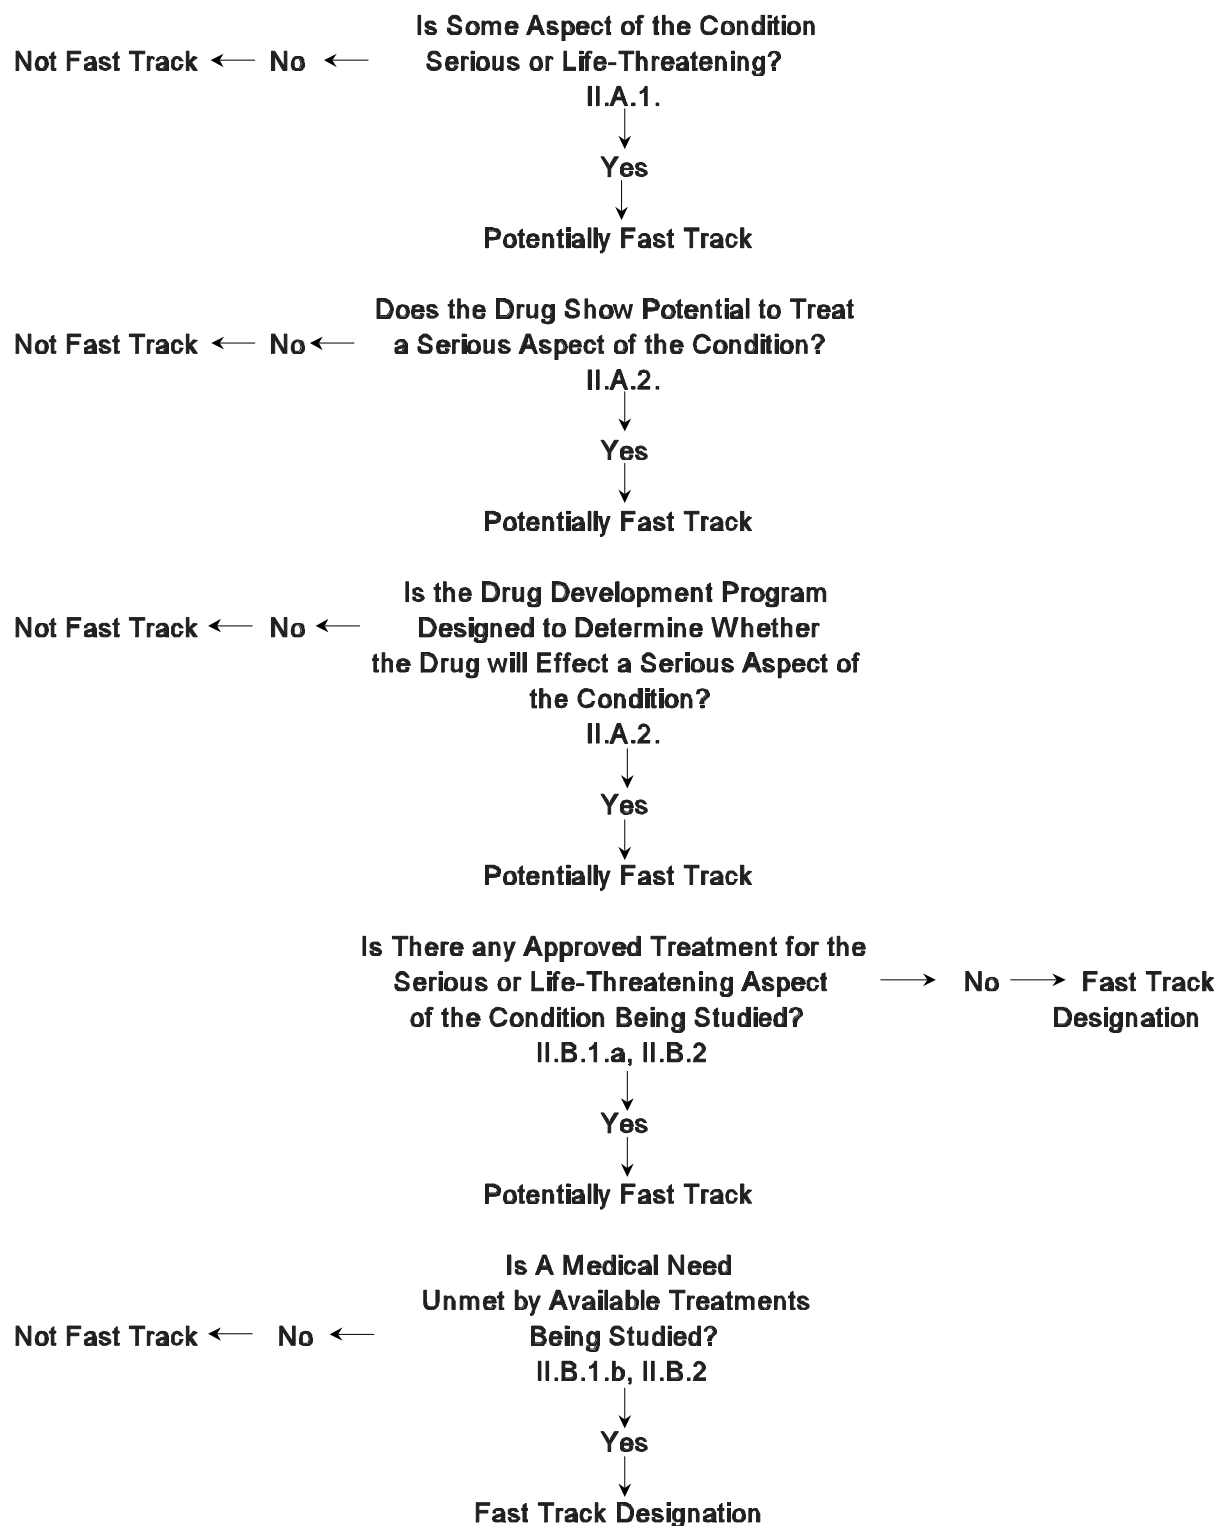 Is Some Aspect of the Condition
Not Fast Track No Serious or Life-Threatening?
II.A.1.
Yes
Potentially Fast Track
Does the Drug Show Potential to Treat
Not Fast Track No a Serious Aspect of the Condition?
II.A.2.
Yes
Potentially Fast Track
Is the Drug Development Program
Not Fast Track No Designed to Determine Whether
the Drug will Effect a Serious Aspect of
the Condition?
II.A.2.
Yes
Potentially Fast Track
Is There any Approved Treatment for the
Serious or Life-Threatening Aspect No Fast Track
of the Condition Being Studied? Designation
II.B.1.a, II.B.2
Yes
Potentially Fast Track
Is A Medical Need
Unmet by Available Treatments
Not Fast Track No Being Studied?
II.B.1.b, II.B.2
Yes
Fast Track Designation